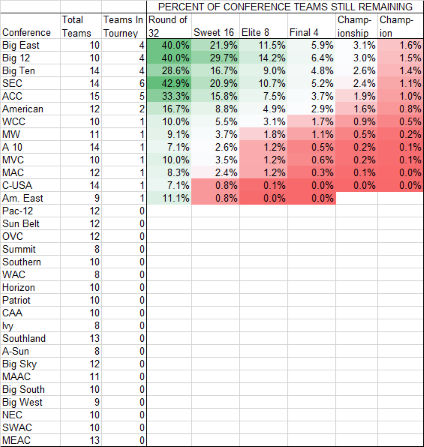 PERCENT OF CONFERENCE TEAMS STILL REMAINING
Total Teams In Round of Champ- Champ-
Conference Teams Tourney 32 Sweet 16 Elite 8 Final 4 ionship ion
Big East 10 4 40.0% 21.9% 11.5% 5.9% 3.1% 1.6%
Big 12 10 4 40.0% 29.7% 14.2% 6.4% 3.0% 1.5%
Big Ten 14 4 28.6% 16.7% 9.0% 4.8% 2.6% 1.4%
SEC 14 6 42.9% 20.9% 10.7% 5.2% 2.4% 1.2%
ACC 15 5 33.3% 15.8% 7.5% 3.7% 1.9% 1.0%
American 12 2 16.7% 8.8% 4.9% 2.9% 1.6% 0.8%
WCC 10 1 10.0% 5.5% 3.1% 1.7% 0.9% 0.5%
MW 11 1 9.1% 3.7% 1.8% 1.1% 0.5% 0.2%
A 10 14 1 7.1% 2.6% 1.2% 0.5% 0.2% 0.1%
MVC 10 1 10.0% 3.5% 1.2% 0.6% 0.2% 0.1%
MAC 12 1 8.3% 2.4% 1.2% 0.3% 0.1% 0.0%
C-USA 14 1 7.1% 0.8% 0.1% 0.0% 0.0% 0.0%
Am. East 9 1 11.1% 0.8% 0.0% 0.0%
Pac-12 12 0
Sun Belt 12 0
OVC 12 0
Summit 8 0
Southern 10 0
WAC 8 0
Horizon 10 0
Patriot 10 0
CAA 10 0
Ivy 8 0
Southland 13 0
A-Sun 8 0
Big Sky 12 0
MAAC 11 0
Big South 10 0
Big West 9 0
NEC 10 0
SWAC 10 0
MEAC 13 0